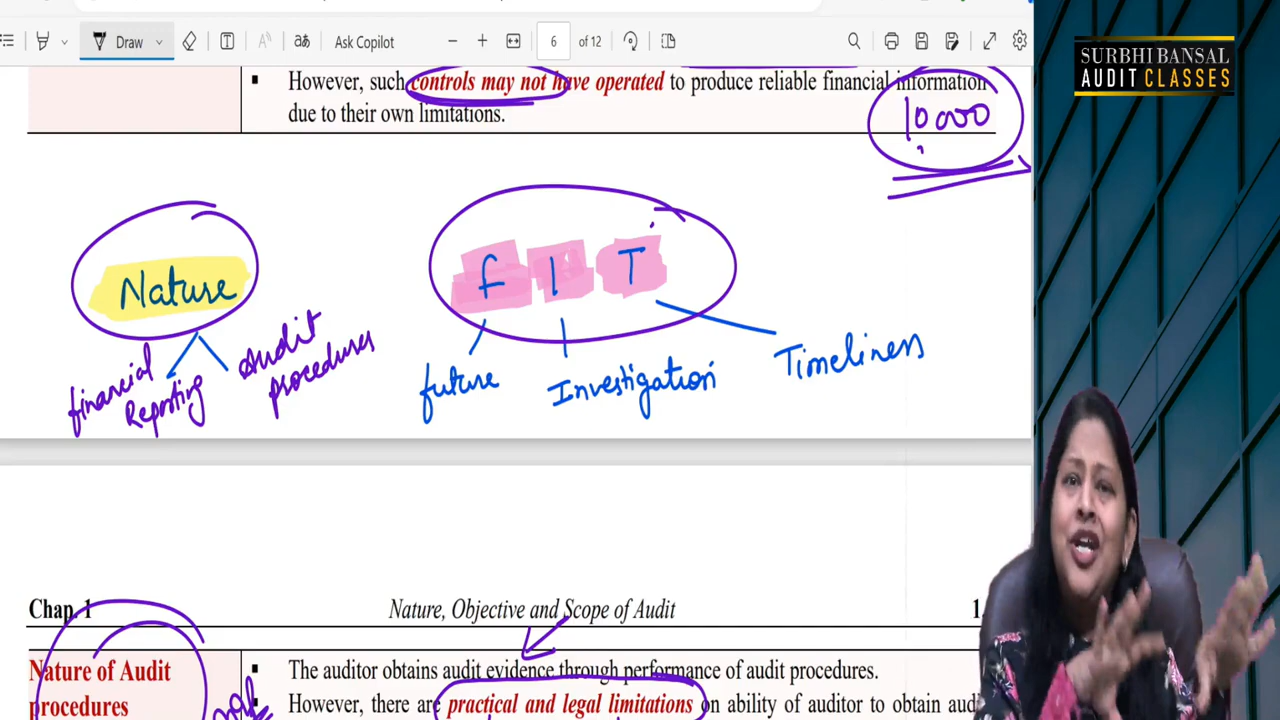 Draw
Ask Copilot
6 of 12
SURBHI BANSAL
AUDIT CLASSES
▪ However, such controls may not have operated to produce reliable financial information
due to their own limitations.
10000
Nature
financial
Reporting
Audit
procedures
f I T
future
Investigation
Timeliness
Chap. 1
Nature, Objective and Scope of Audit
1.
Nature of Audit
procedures
▪ The auditor obtains audit evidence through performance of audit procedures.
▪ However, there are practical and legal limitations on ability of auditor to obtain